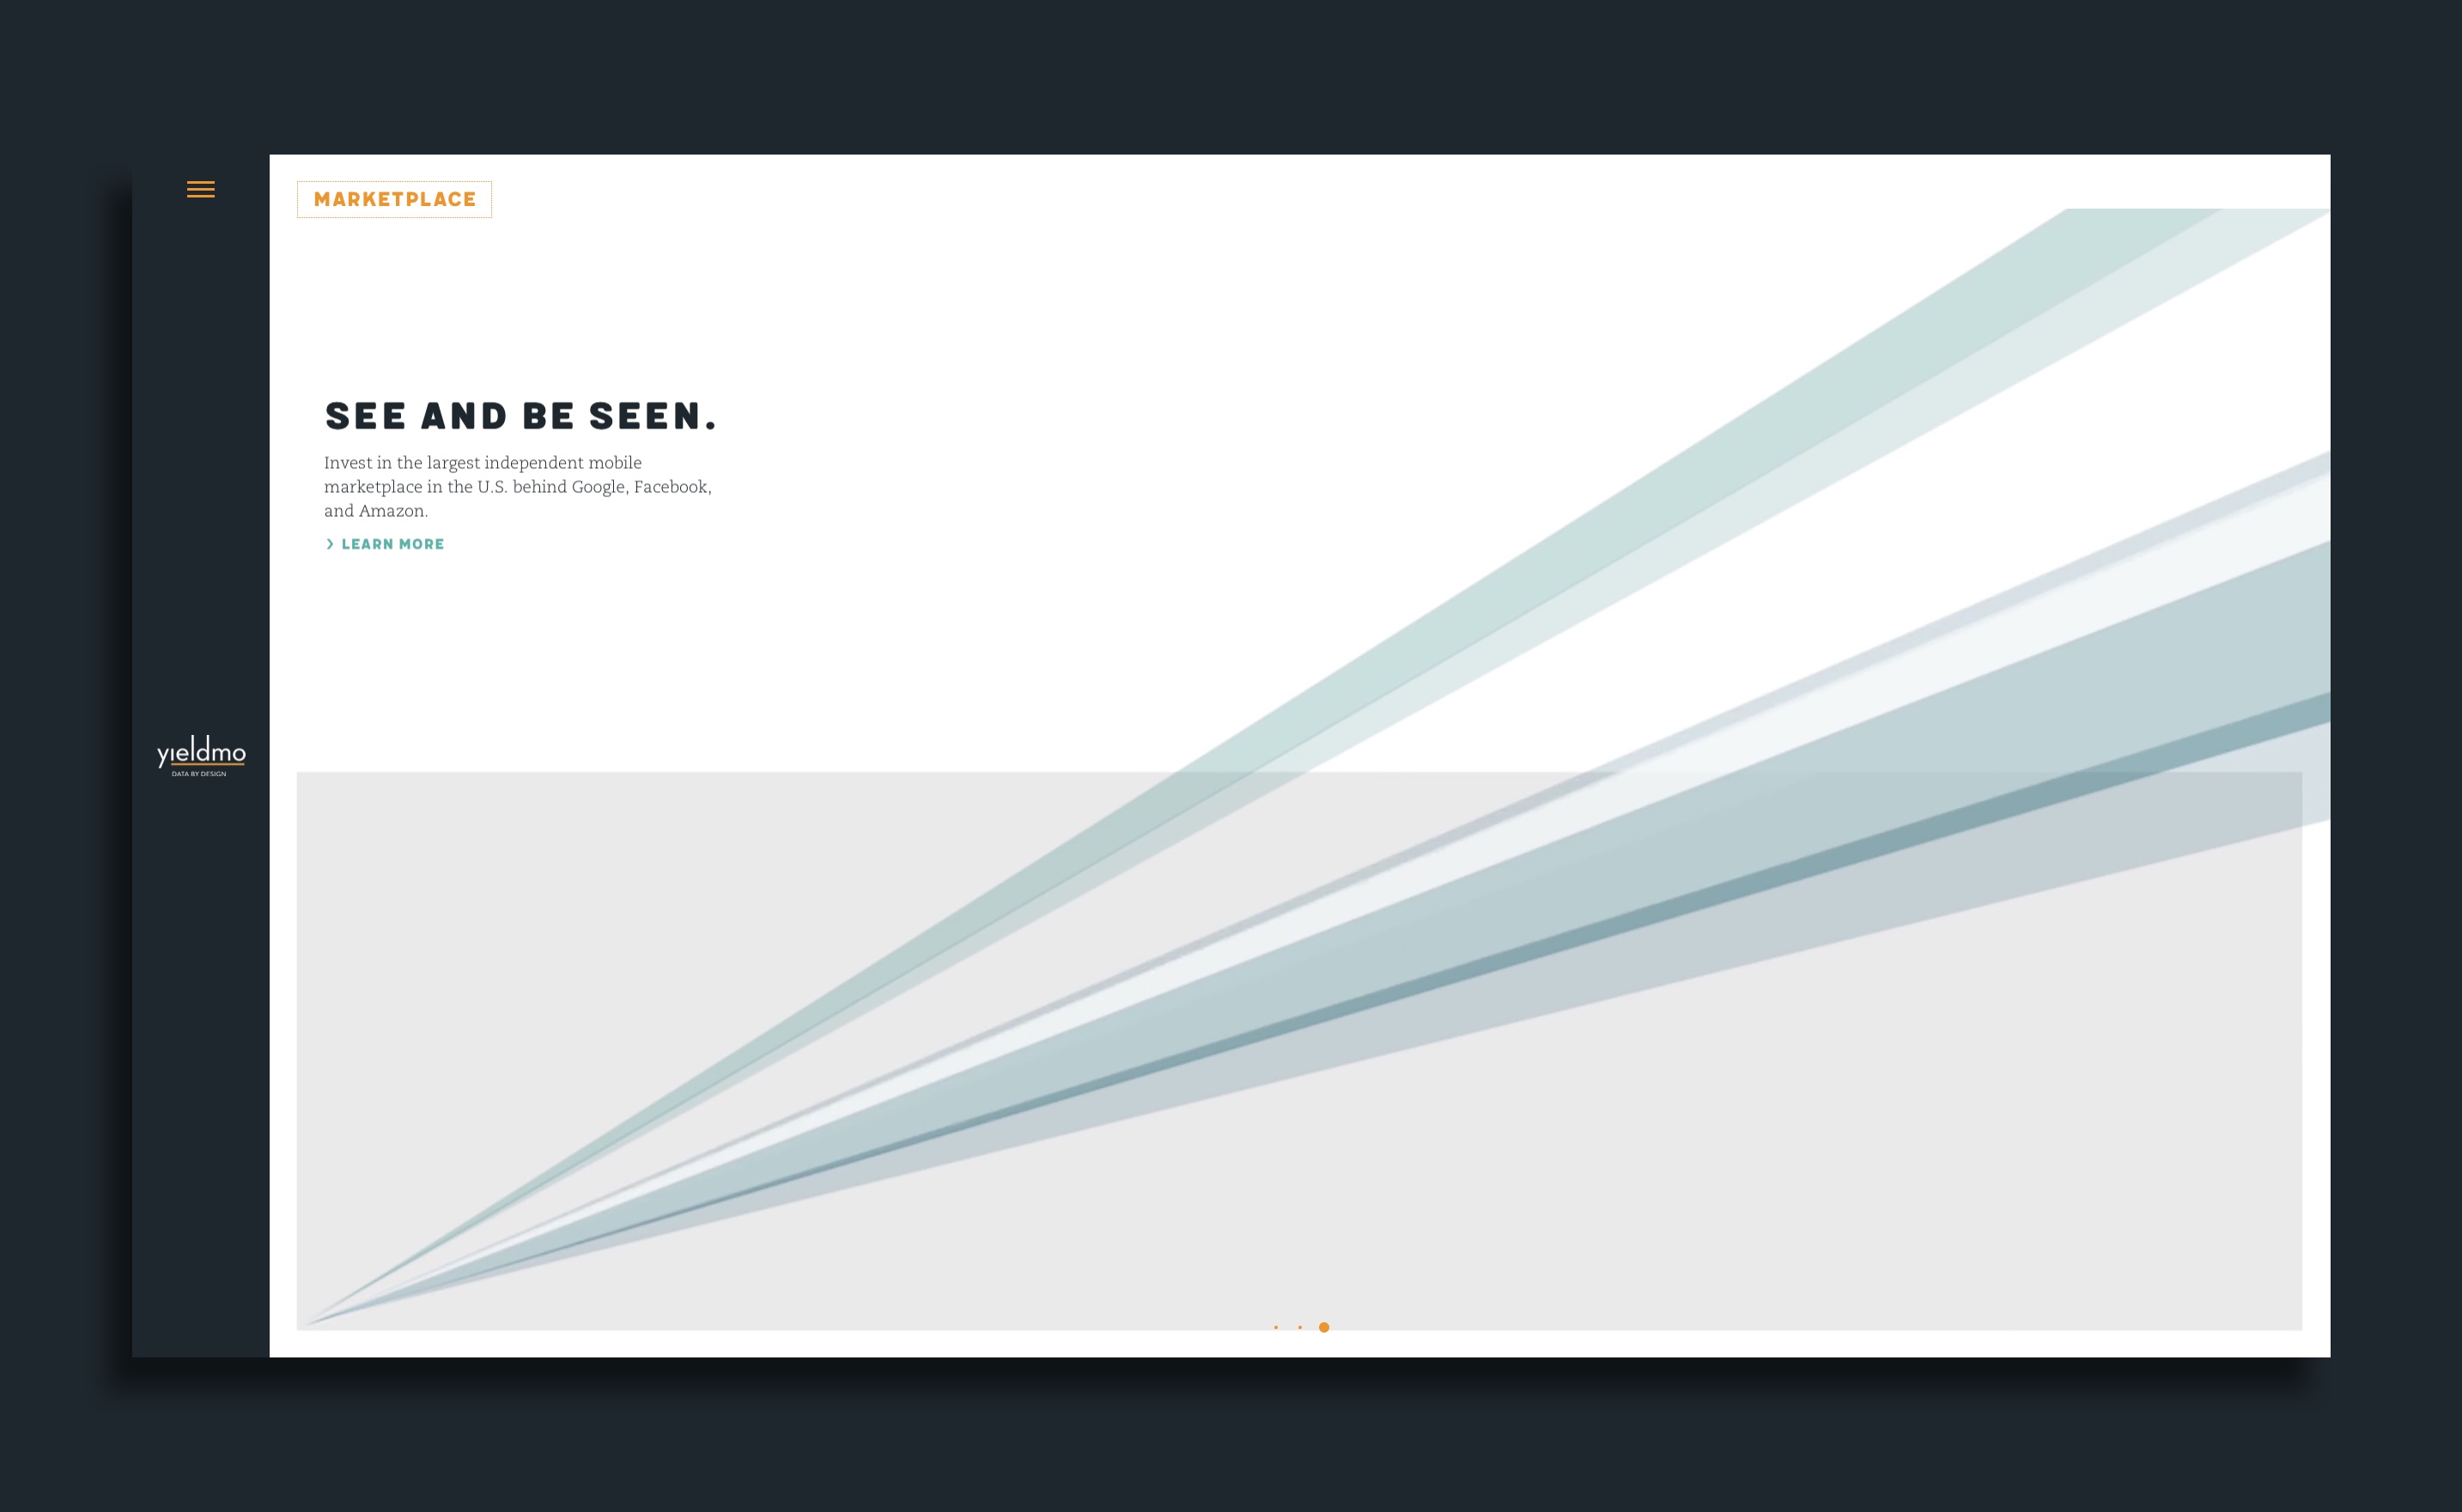 MARKETPLACE
SEE AND BE SEEN.
Invest in the largest independent mobile
marketplace in the U.S. behind Google, Facebook,
and Amazon.
> LEARN MORE
yieldmo
DATA BY DESIGN